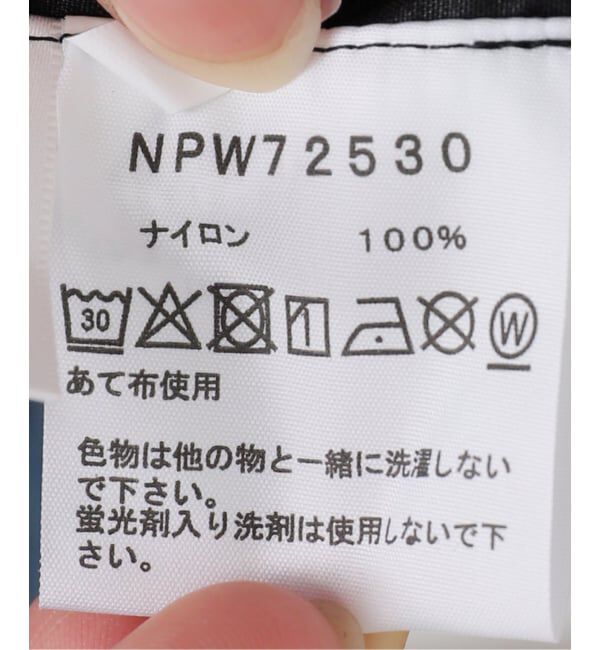 NPW72530
ナイロン 100%
30 W
あて布使用
色物は他の物と一緒に洗濯しない
で下さい。
蛍光剤入り洗剤は使用しないで下
さい。